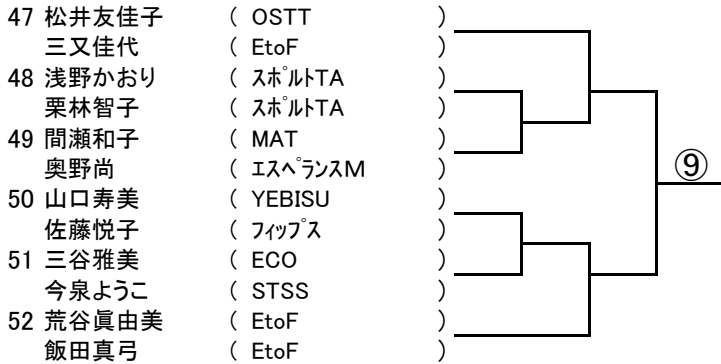 47 松井友佳子 ( OSTT )
三又佳代 ( EtoF )
48 浅野かおり ( ｽﾎﾟﾙﾄTA )
栗林智子 ( ｽﾎﾟﾙﾄTA )
49 間瀬和子 ( MAT )
奥野尚 ( ｴｽﾍﾟﾗﾝｽM )
⑨
50 山口寿美 ( YEBISU )
佐藤悦子 ( ﾌｨｯﾌﾟｽ )
51 三谷雅美 ( ECO )
今泉ようこ ( STSS )
52 荒谷眞由美 ( EtoF )
飯田真弓 ( EtoF )